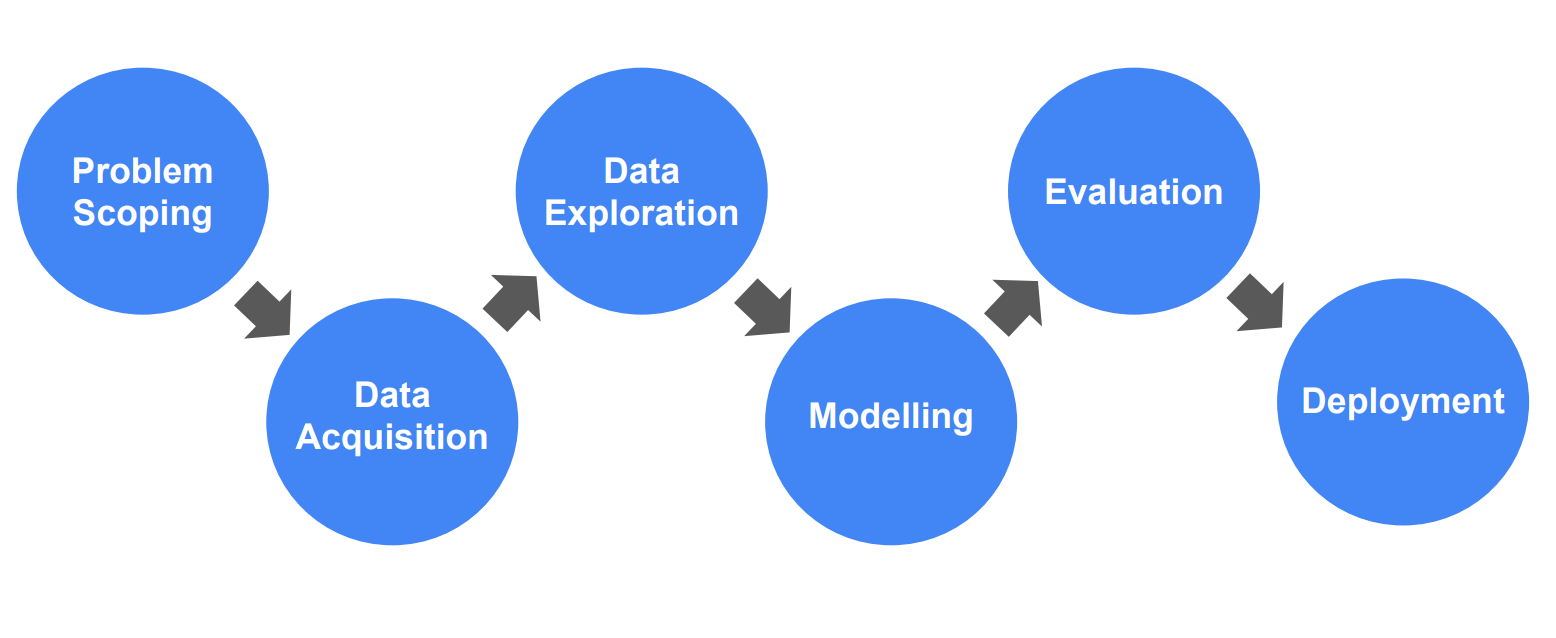 Problem
Scoping
Data
Acquisition
Data
Exploration
Modelling
Evaluation
Deployment